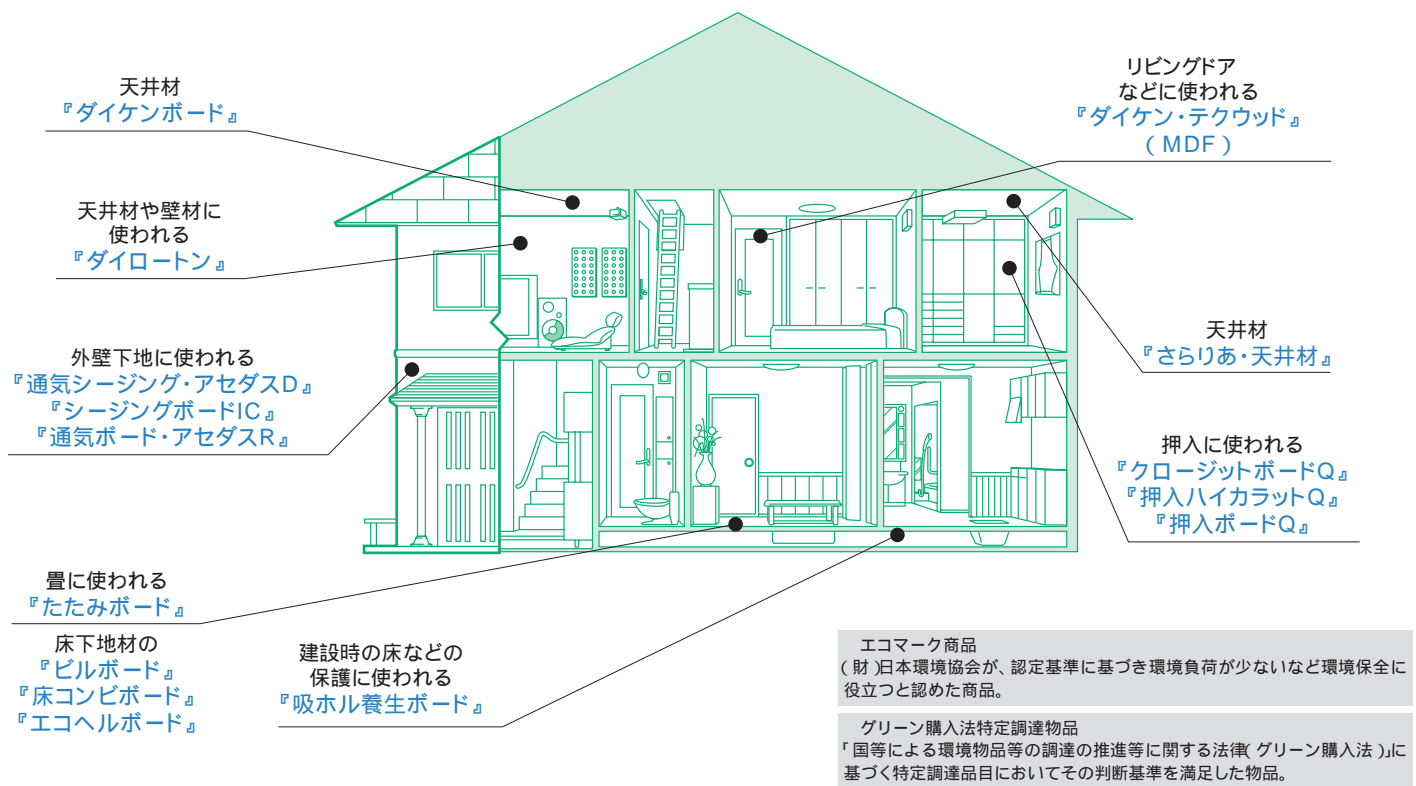 天井材
『ダイケンボード』
天井材や壁材に
使われる
『ダイロートン』
外壁下地に使われる
『通気シージング・アセダスD』
『シージングボードIC』
『通気ボード・アセダスR』
畳に使われる
『たたみボード』
床下地材の
『ビルボード』
『床コンビボード』
『エコヘルボード』
建設時の床などの
保護に使われる
『吸ホル養生ボード』
リビングドア
などに使われる
『ダイケン・テクウッド』
(MDF)
天井材
『さらりあ・天井材』
押入に使われる
『クロージットボードQ』
『押入ハイカラットQ』
『押入ボードQ』
エコマーク商品
(財)日本環境協会が、認定基準に基づき環境負荷が少ないなど環境保全に
役立つと認めた商品。
グリーン購入法特定調達物品
「国等による環境物品等の調達の推進等に関する法律(グリーン購入法)」に
基づく特定調達品目においてその判断基準を満足した物品。